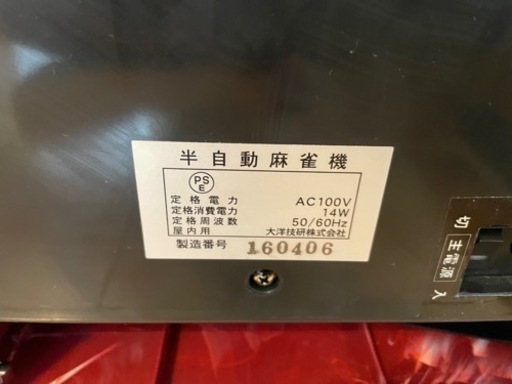 半自動麻雀機
PS
E
定格電力 AC100V
定格消費電力 14W
定格周波数 50/60Hz
屋内用 大洋技研株式会社
製造番号 160406
切 主電源 入